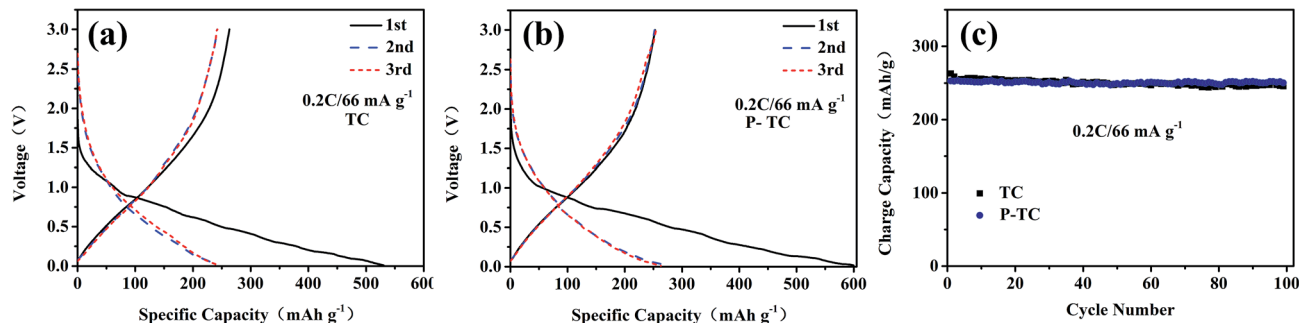 (a)
1st
2nd
3rd
0.2C/66 mA g-1
TC
Voltage（V）
3.0
2.5
2.0
1.5
1.0
0.5
0.0
0 100 200 300 400 500 600
Specific Capacity（mAh g-1）
(b)
1st
2nd
3rd
0.2C/66 mA g-1
P- TC
Voltage（V）
3.0
2.5
2.0
1.5
1.0
0.5
0.0
0 100 200 300 400 500 600
Specific Capacity（mAh g-1）
(c)
0.2C/66 mA g-1
TC
P-TC
Charge Capacity（mAh/g）
300
200
100
0
0 20 40 60 80 100
Cycle Number